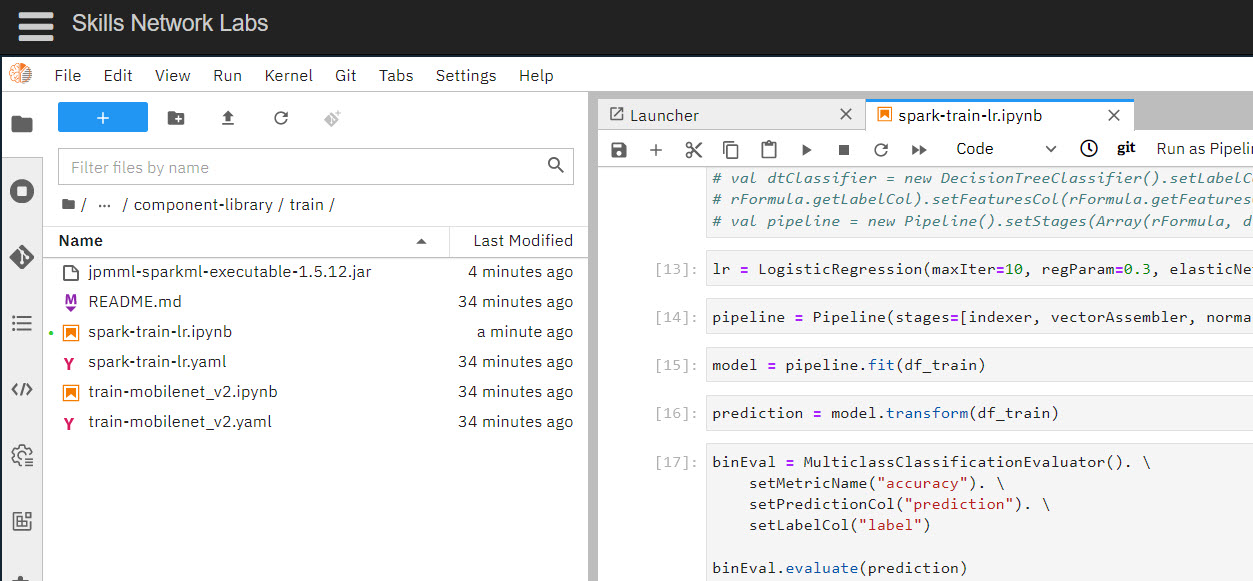 Skills Network Labs
File Edit View Run Kernel Git Tabs Settings Help
+
Filter files by name
/ ... / component-library / train /
Name Last Modified
jpmml-sparkml-executable-1.5.12.jar 4 minutes ago
M README.md 34 minutes ago
spark-train-lr.ipynb a minute ago
Y spark-train-lr.yaml 34 minutes ago
train-mobilenet_v2.ipynb 34 minutes ago
Y train-mobilenet_v2.yaml 34 minutes ago
Launcher
spark-train-lr.ipynb
Code git Run as Pipelin
# val dtClassifier = new DecisionTreeClassifier().setLabelC
# rFormula.getLabelCol).setFeaturesCol(rFormula.getFeatures
# val pipeline = new Pipeline().setStages(Array(rFormula, d
[13]: lr = LogisticRegression(maxIter=10, regParam=0.3, elasticNe
[14]: pipeline = Pipeline(stages=[indexer, vectorAssembler, norma
[15]: model = pipeline.fit(df_train)
[16]: prediction = model.transform(df_train)
[17]: binEval = MulticlassClassificationEvaluator(). \
setMetricName("accuracy"). \
setPredictionCol("prediction"). \
setLabelCol("label")
binEval.evaluate(prediction)